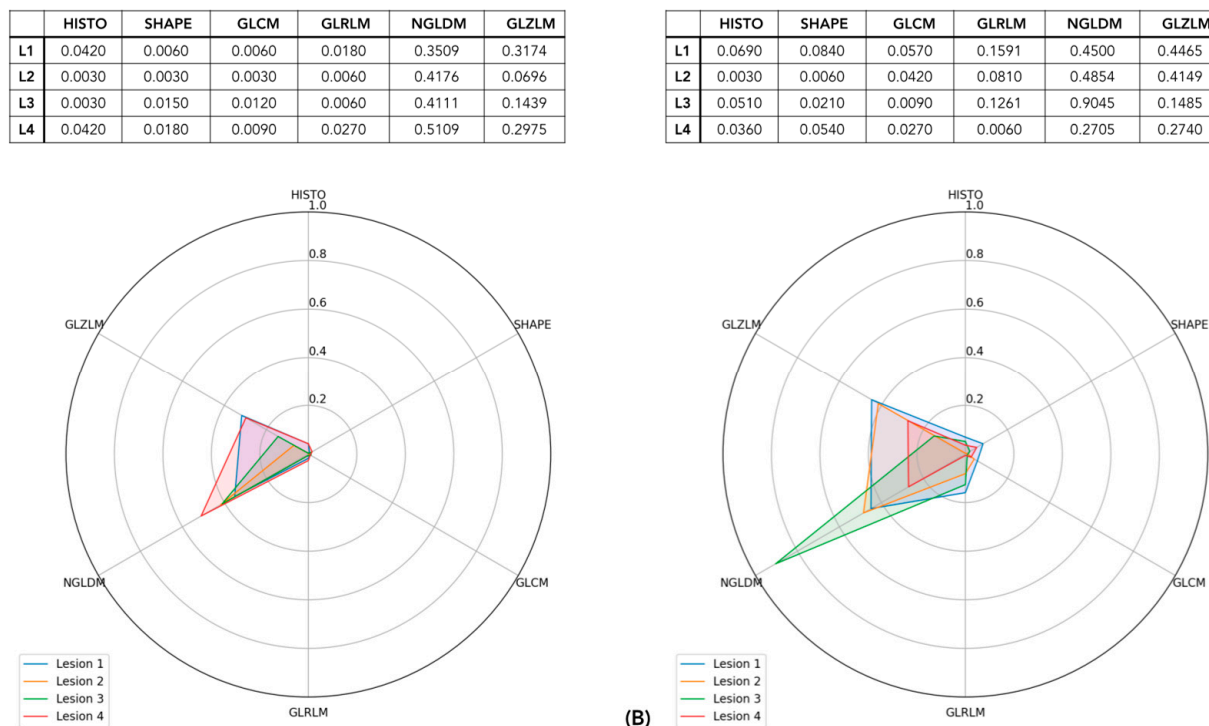 HISTO SHAPE GLCM GLRLM NGLDM GLZLM
L1 0.0420 0.0060 0.0060 0.0180 0.3509 0.3174
L2 0.0030 0.0030 0.0030 0.0060 0.4176 0.0696
L3 0.0030 0.0150 0.0120 0.0060 0.4111 0.1439
L4 0.0420 0.0180 0.0090 0.0270 0.5109 0.2975
HISTO SHAPE GLCM GLRLM NGLDM GLZLM
L1 0.0690 0.0840 0.0570 0.1591 0.4500 0.4465
L2 0.0030 0.0060 0.0420 0.0810 0.4854 0.4149
L3 0.0510 0.0210 0.0090 0.1261 0.9045 0.1485
L4 0.0360 0.0540 0.0270 0.0060 0.2705 0.2740
HISTO
1.0
0.8
GLZLM
SHAPE
0.6
0.4
0.2
NGLDM
GLCM
GLRLM
Lesion 1
Lesion 2
Lesion 3
Lesion 4
HISTO
1.0
0.8
GLZLM
SHAPE
0.6
0.4
0.2
NGLDM
GLCM
GLRLM
Lesion 1
Lesion 2
Lesion 3
Lesion 4
(B)